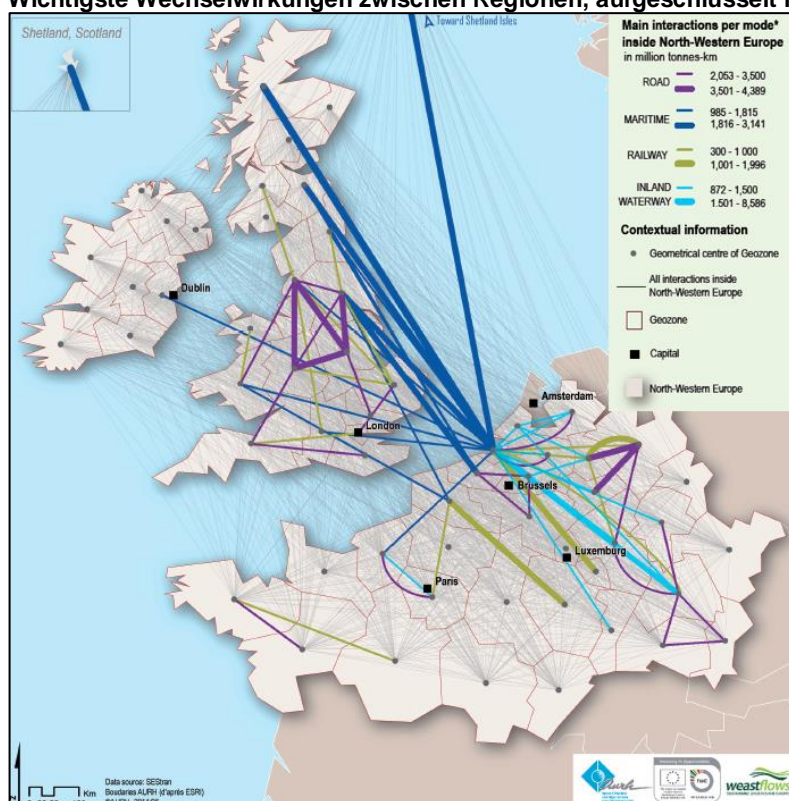 Wichtigste Wechselwirkungen zwischen Regionen, aufgeschlüsselt
Shetland, Scotland
Toward Shetland Isles
Main interactions per mode*
inside North-Western Europe
in million tonnes-km
ROAD
2,053 - 3,500
3,501 - 4,389
MARITIME
985 - 1,815
1,816 - 3,141
RAILWAY
300 - 1 000
1,001 - 1,996
INLAND
WATERWAY
872 - 1,500
1.501 - 8,586
Contextual information
Geometrical centre of Geozone
All interactions inside
North-Western Europe
Geozone
Capital
North-Western Europe
Dublin
Amsterdam
London
Brussels
Luxemburg
Paris
Km
Data source: SEStran
Boudaries AURH (d'après ESRI)
aurh
weastflows